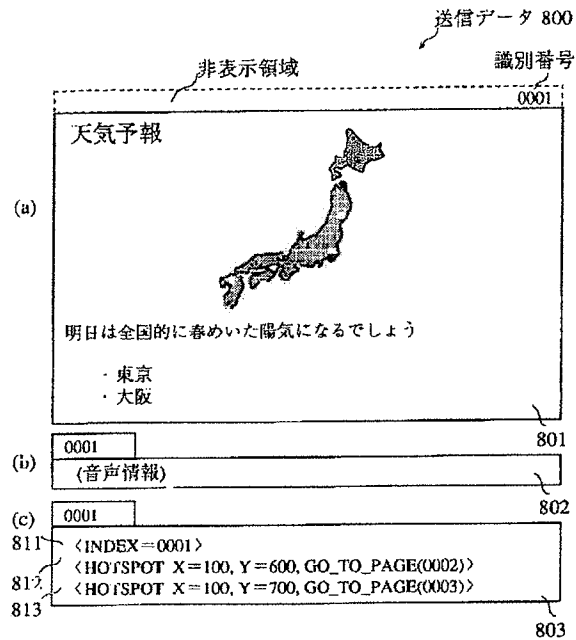 送信データ 800
非表示領域
識別番号
0001
天気予報
(a)
明日は全国的に春めいた陽気になるでしょう
・東京
・大阪
801
0001
(b)
(音声情報)
802
(c)
0001
811
〈INDEX=0001〉
812
〈HOTSPOT X=100, Y=600, GO_TO_PAGE(0002)〉
813
〈HOTSPOT X=100, Y=700, GO_TO_PAGE(0003)〉
803